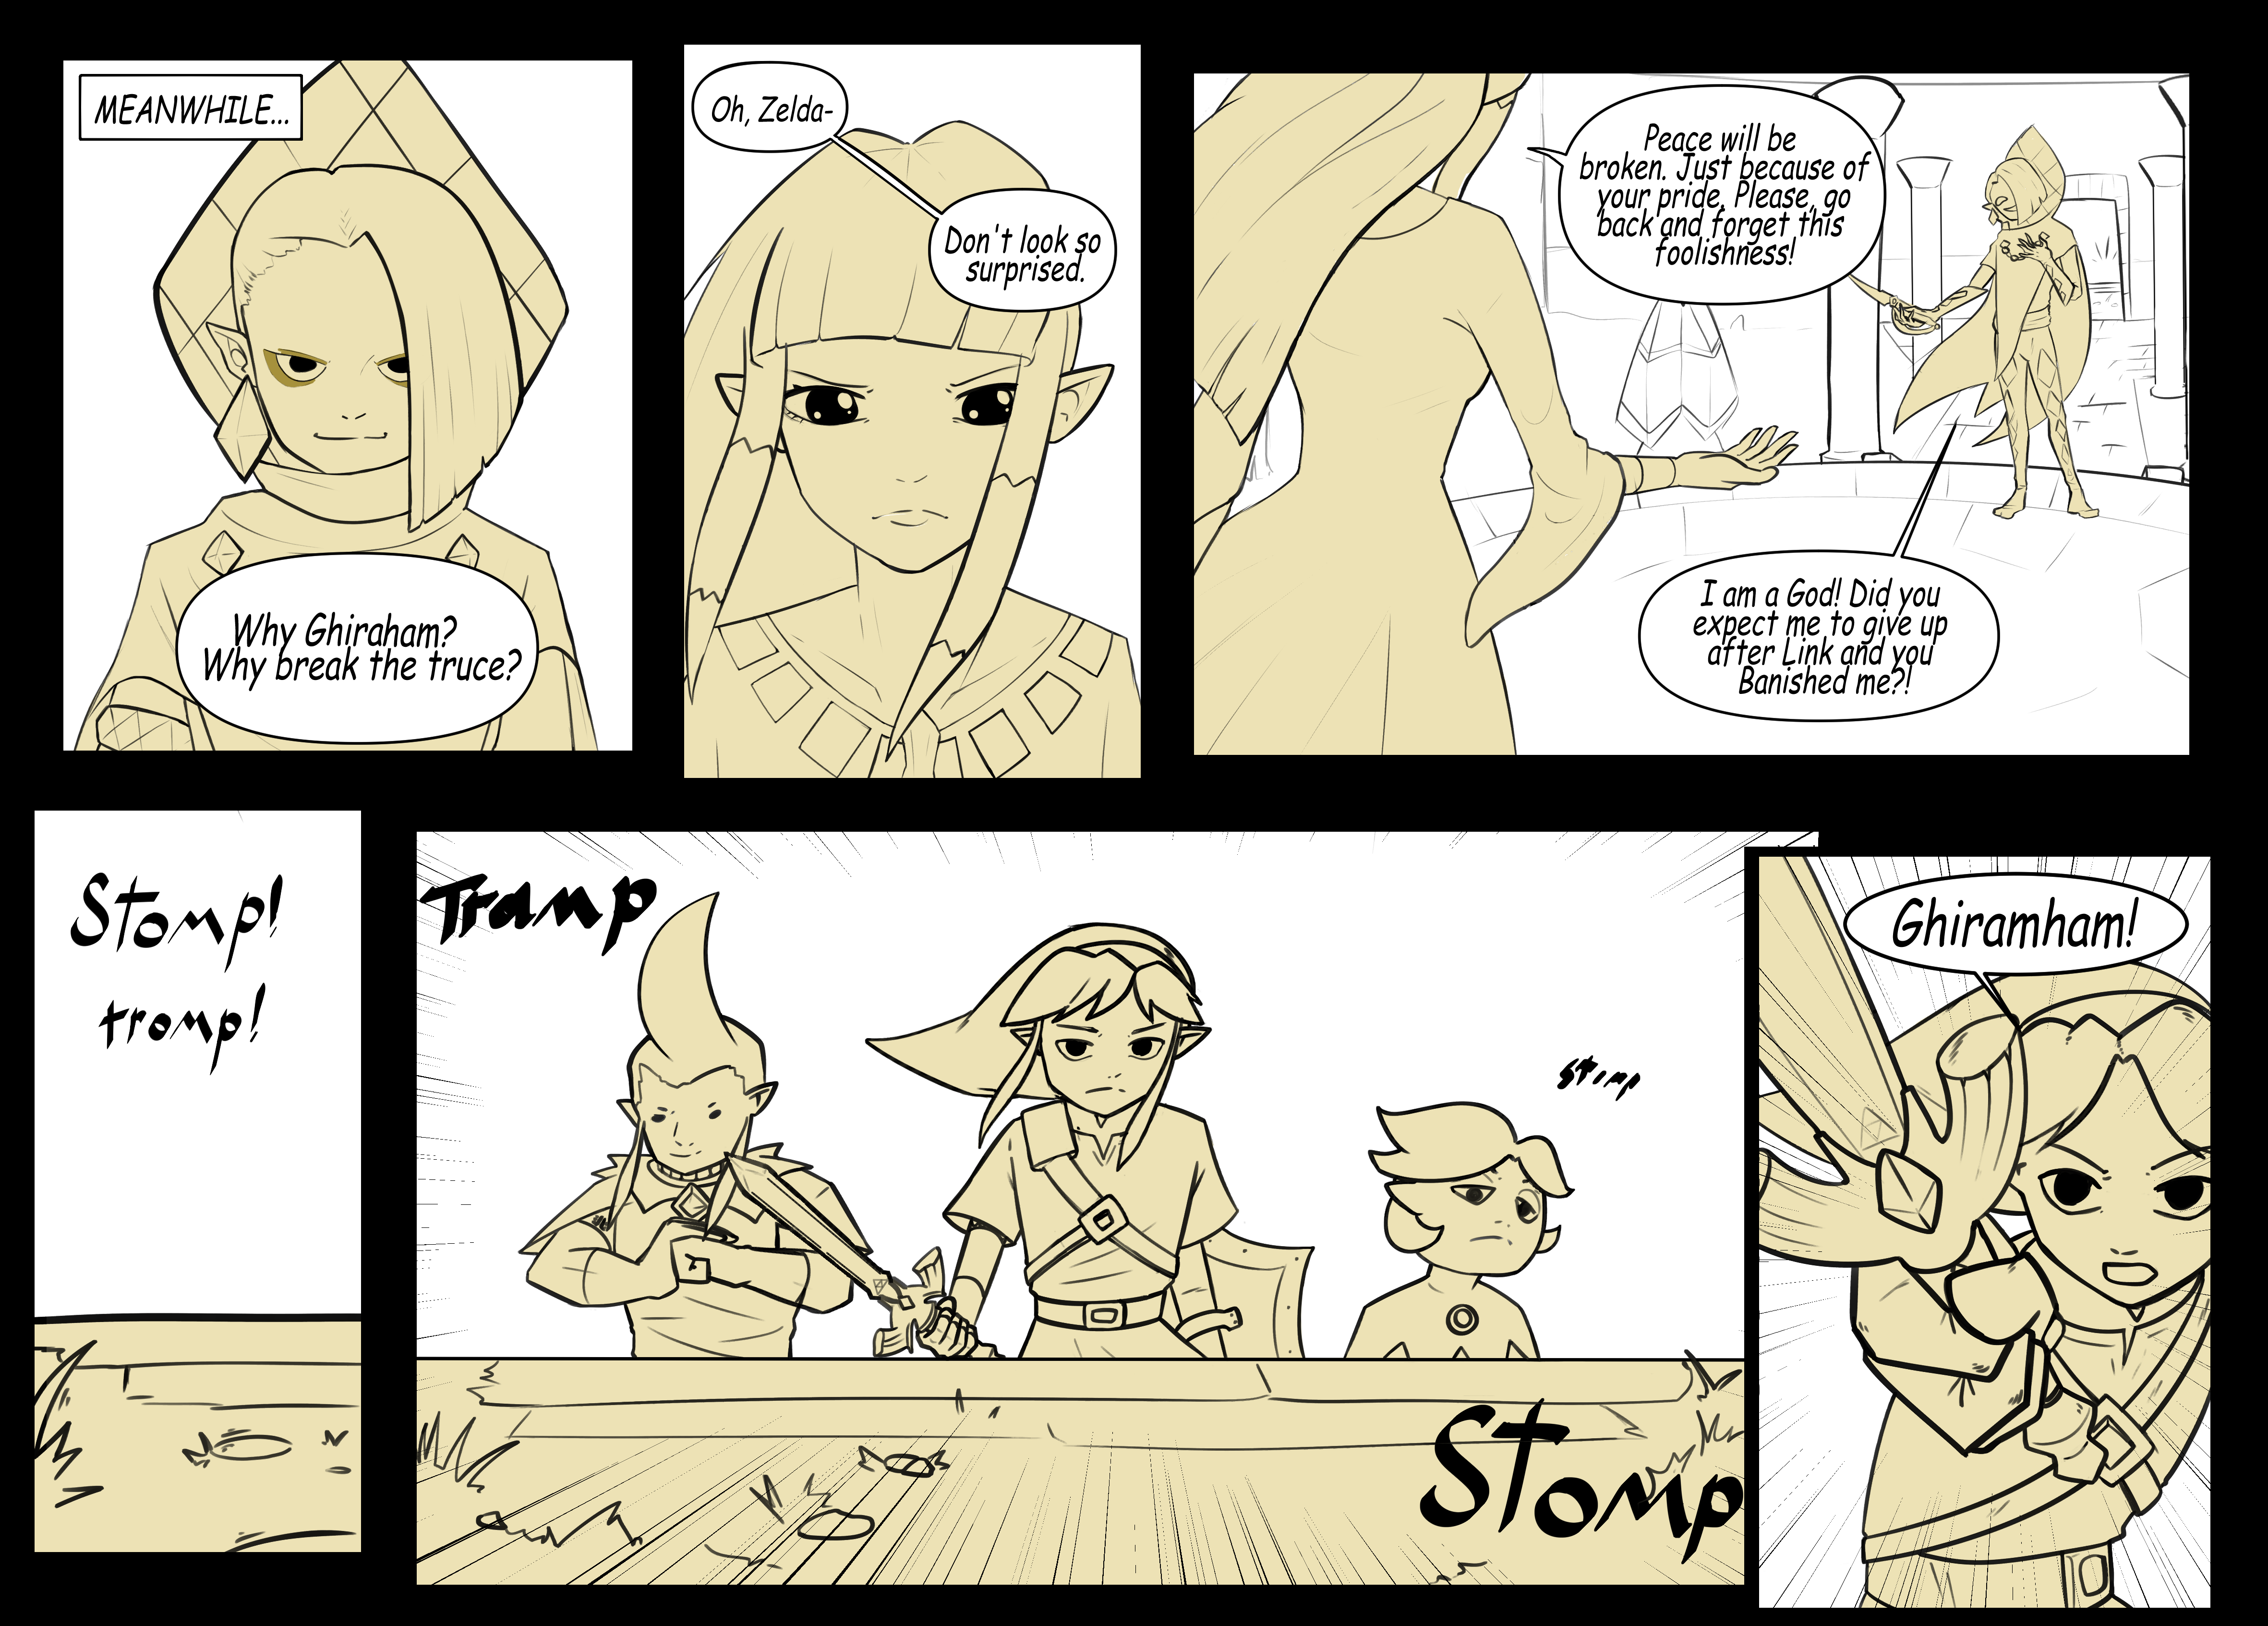 MEANWHILE...
Why Ghiraham?
Why break the truce?
Oh, Zelda-
Don't look so
surprised.
Peace will be
broken. Just because of
your pride. Please, go
back and forget this
foolishness!
I am a God! Did you
expect me to give up
after Link and you
Banished me?!
Stomp!
tromp!
Tramp
stomp
Stomp
Ghiramham!